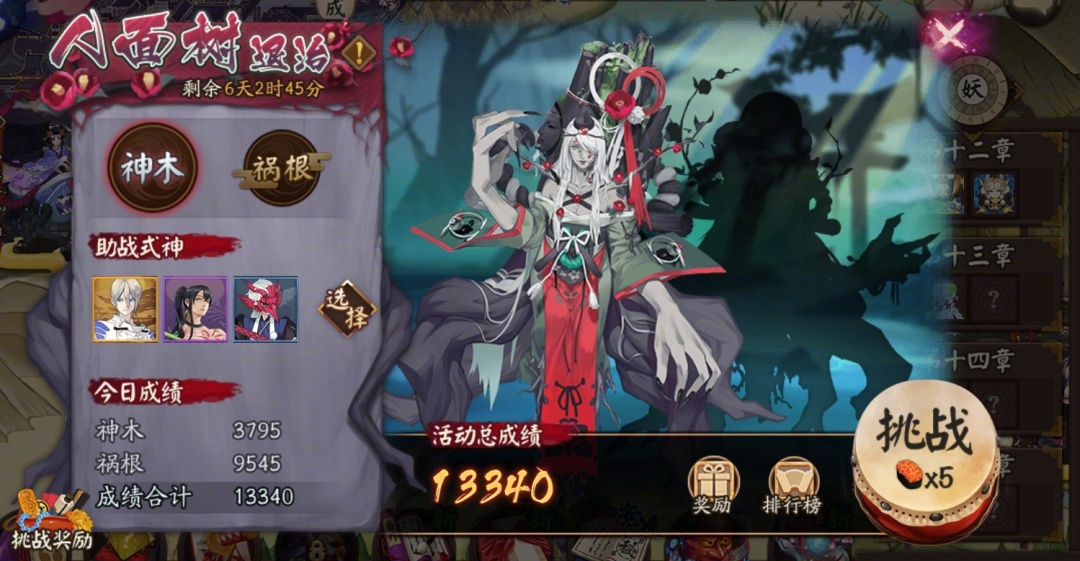 成
人面树退治
!
剩余6天2时45分
妖
神木
祸根
助战式神
选择
今日成绩
神木 3795
祸根 9545
成绩合计 13340
挑战奖励
活动总成绩
13340
奖励
排行榜
挑战
x5
十二章
十三章
?
十四章
?
章